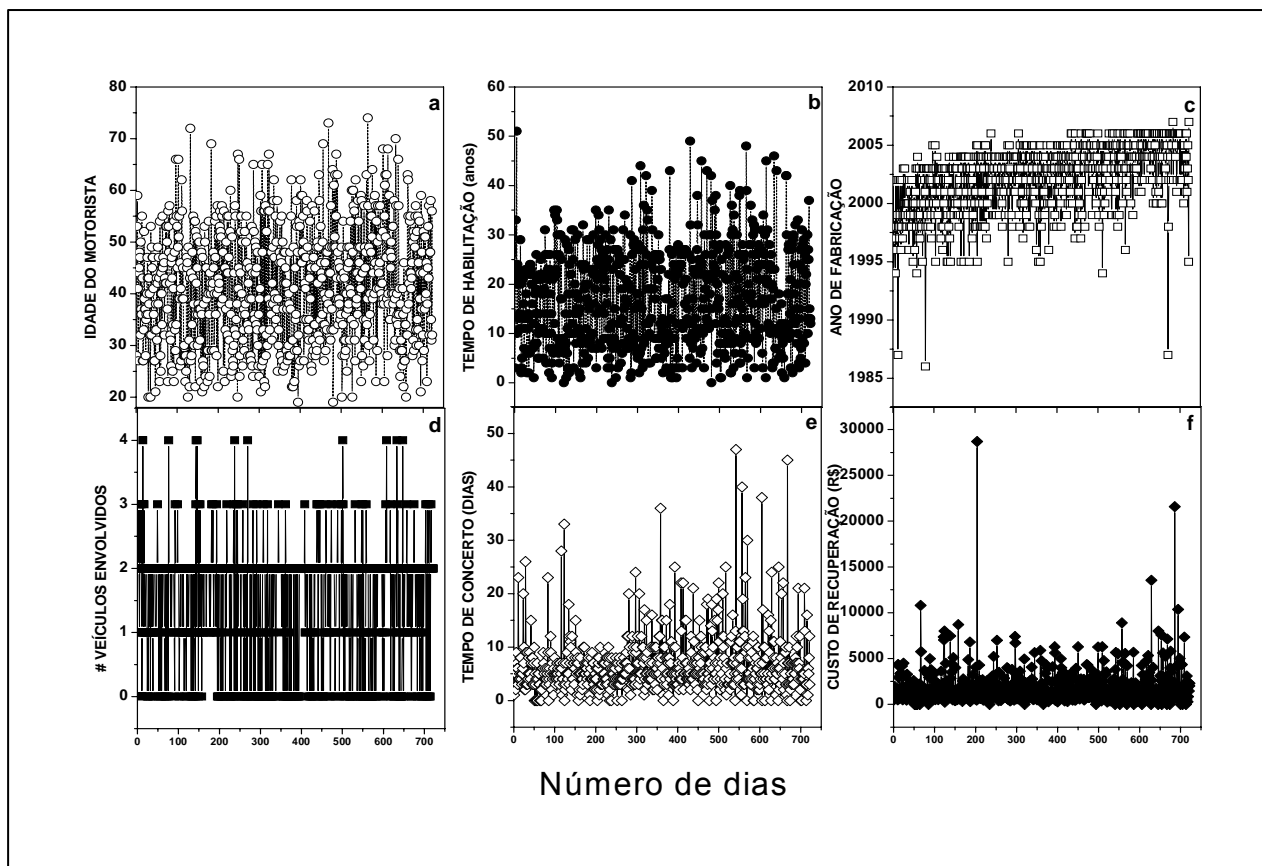 a
IDADE DO MOTORISTA
80
70
60
50
40
30
20
b
TEMPO DE HABILITAÇÃO (anos)
60
50
40
30
20
10
0
c
ANO DE FABRICAÇÃO
2010
2005
2000
1995
1990
1985
d
# VEÍCULOS ENVOLVIDOS
4
3
2
1
0
0 100 200 300 400 500 600 700
e
TEMPO DE CONCERTO (DIAS)
50
40
30
20
10
0
0 100 200 300 400 500 600 700
f
CUSTO DE RECUPERAÇÃO (R$)
30000
25000
20000
15000
10000
5000
0
0 100 200 300 400 500 600 700
Número de dias